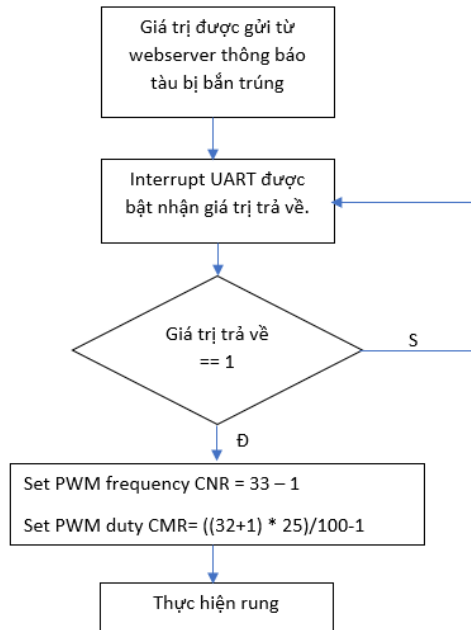 Giá trị được gửi từ
webserver thông báo
tàu bị bắn trúng
Interrupt UART được
bật nhận giá trị trả về.
Giá trị trả về
== 1
S
Đ
Set PWM frequency CNR = 33 – 1
Set PWM duty CMR= ((32+1) * 25)/100-1
Thực hiện rung